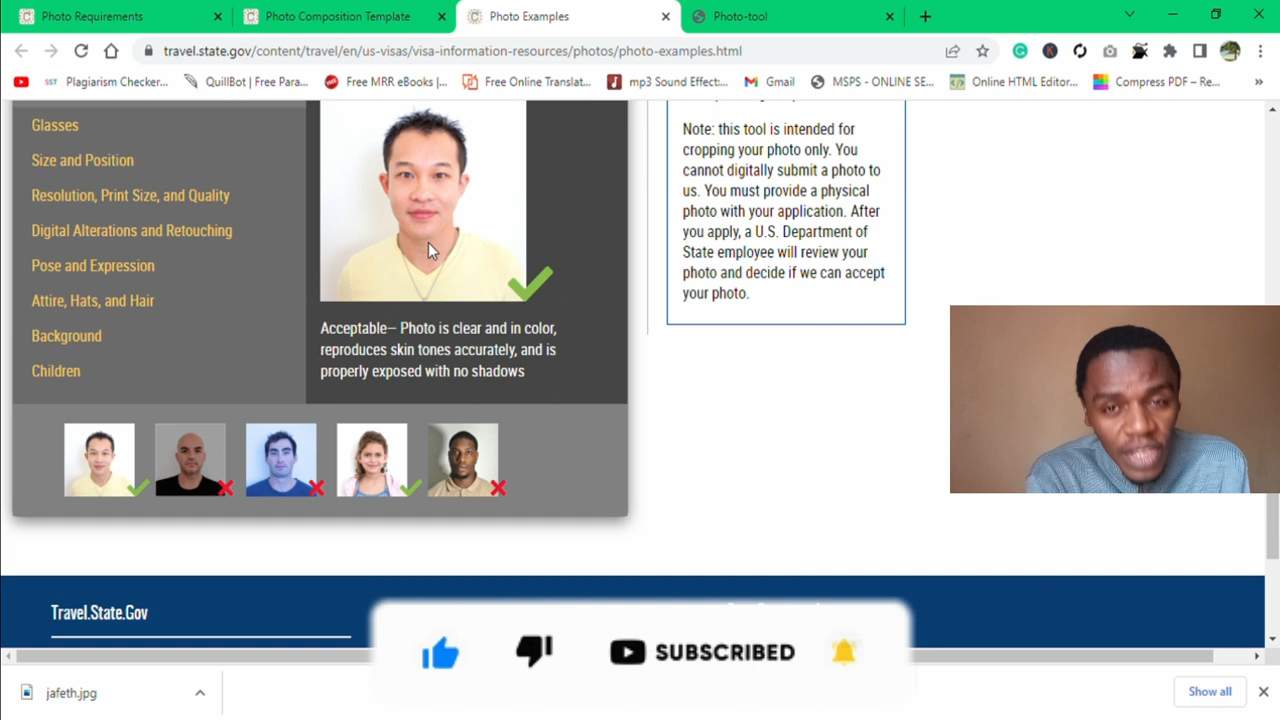 Photo Requirements
Photo Composition Template
Photo Examples
Photo-tool
travel.state.gov/content/travel/en/us-visas/visa-information-resources/photos/photo-examples.html
SST Plagiarism Checker...
QuillBot | Free Para...
Free MRR eBooks |...
Free Online Translat...
mp3 Sound Effect:...
Gmail
MSPS - ONLINE SE...
Online HTML Editor...
Compress PDF – Re...
Glasses
Size and Position
Resolution, Print Size, and Quality
Digital Alterations and Retouching
Pose and Expression
Attire, Hats, and Hair
Background
Children
Acceptable– Photo is clear and in color,
reproduces skin tones accurately, and is
properly exposed with no shadows
Note: this tool is intended for
cropping your photo only. You
cannot digitally submit a photo to
us. You must provide a physical
photo with your application. After
you apply, a U.S. Department of
State employee will review your
photo and decide if we can accept
your photo.
Travel.State.Gov
SUBSCRIBED
jafeth.jpg
Show all